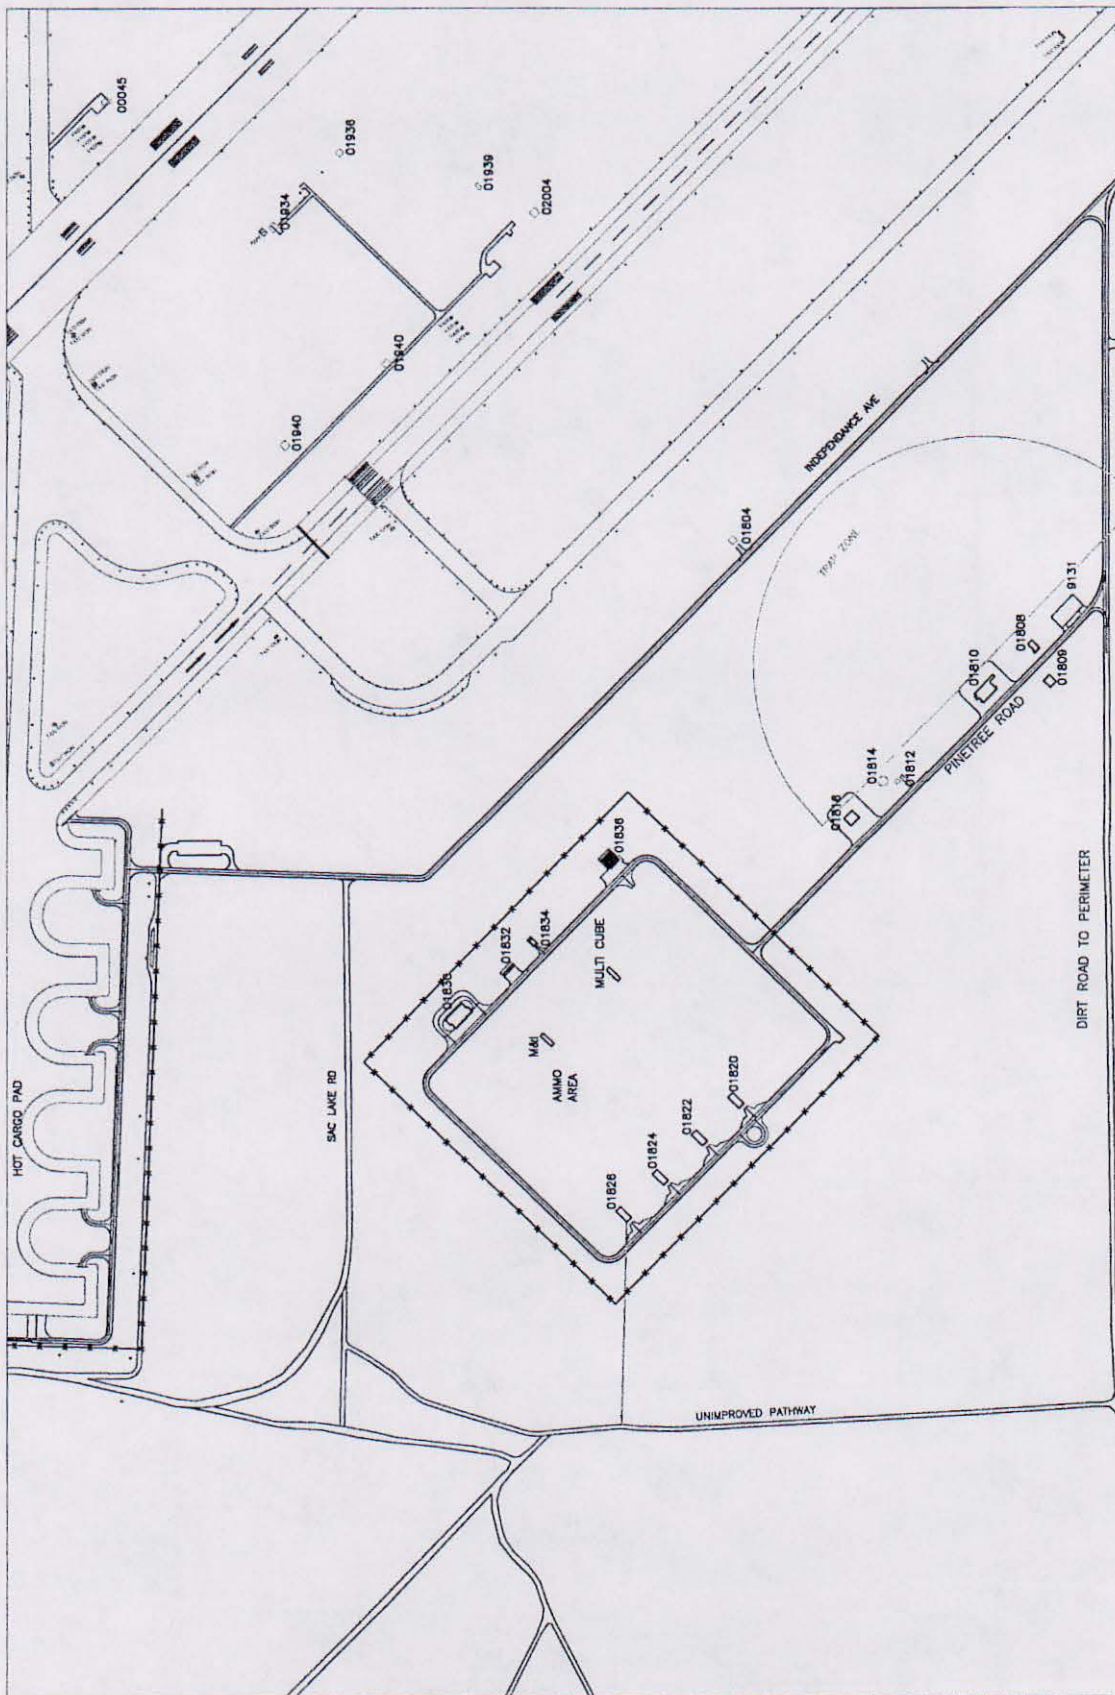 00045
01936
01934
01939
02004
01940
01940
INDEPENDANCE AVE
01804
TRAP ZONE
9131
01808
01809
01810
PINETREE ROAD
01814
01812
01816
01836
01834
01832
01830
MULTI CUBE
M&I
AMMO
AREA
HOT CARGO PAD
SAC LAKE RD
01820
01822
01824
01826
DIRT ROAD TO PERIMETER
UNIMPROVED PATHWAY